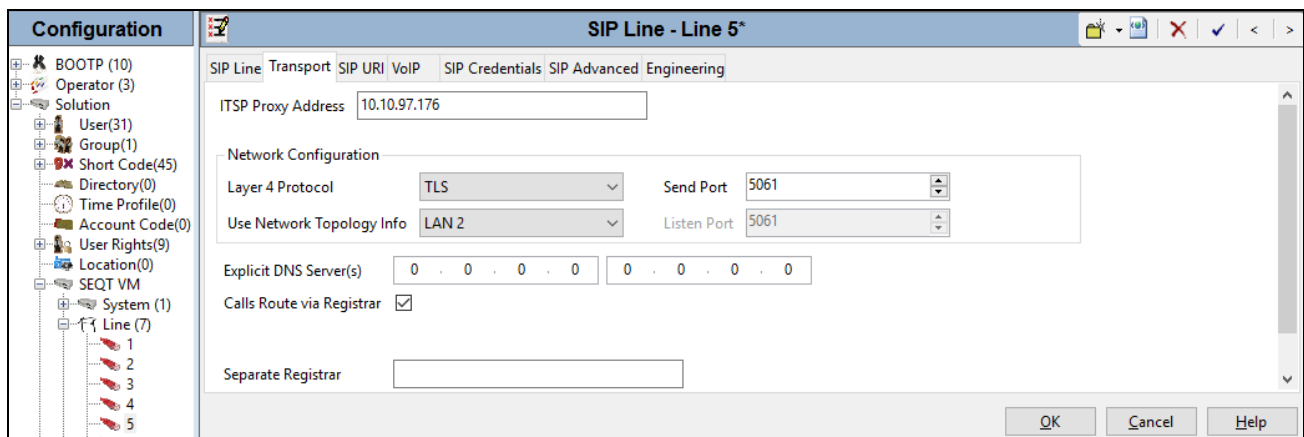 Configuration
BOOTP (10)
Operator (3)
Solution
User(31)
Group(1)
Short Code(45)
Directory(0)
Time Profile(0)
Account Code(0)
User Rights(9)
Location(0)
SEQT VM
System (1)
Line (7)
1
2
3
4
5
SIP Line - Line 5*
SIP Line Transport SIP URI VoIP SIP Credentials SIP Advanced Engineering
ITSP Proxy Address 10.10.97.176
Network Configuration
Layer 4 Protocol TLS Send Port 5061
Use Network Topology Info LAN 2 Listen Port 5061
Explicit DNS Server(s) 0 . 0 . 0 . 0 0 . 0 . 0 . 0
Calls Route via Registrar
Separate Registrar
OK Cancel Help